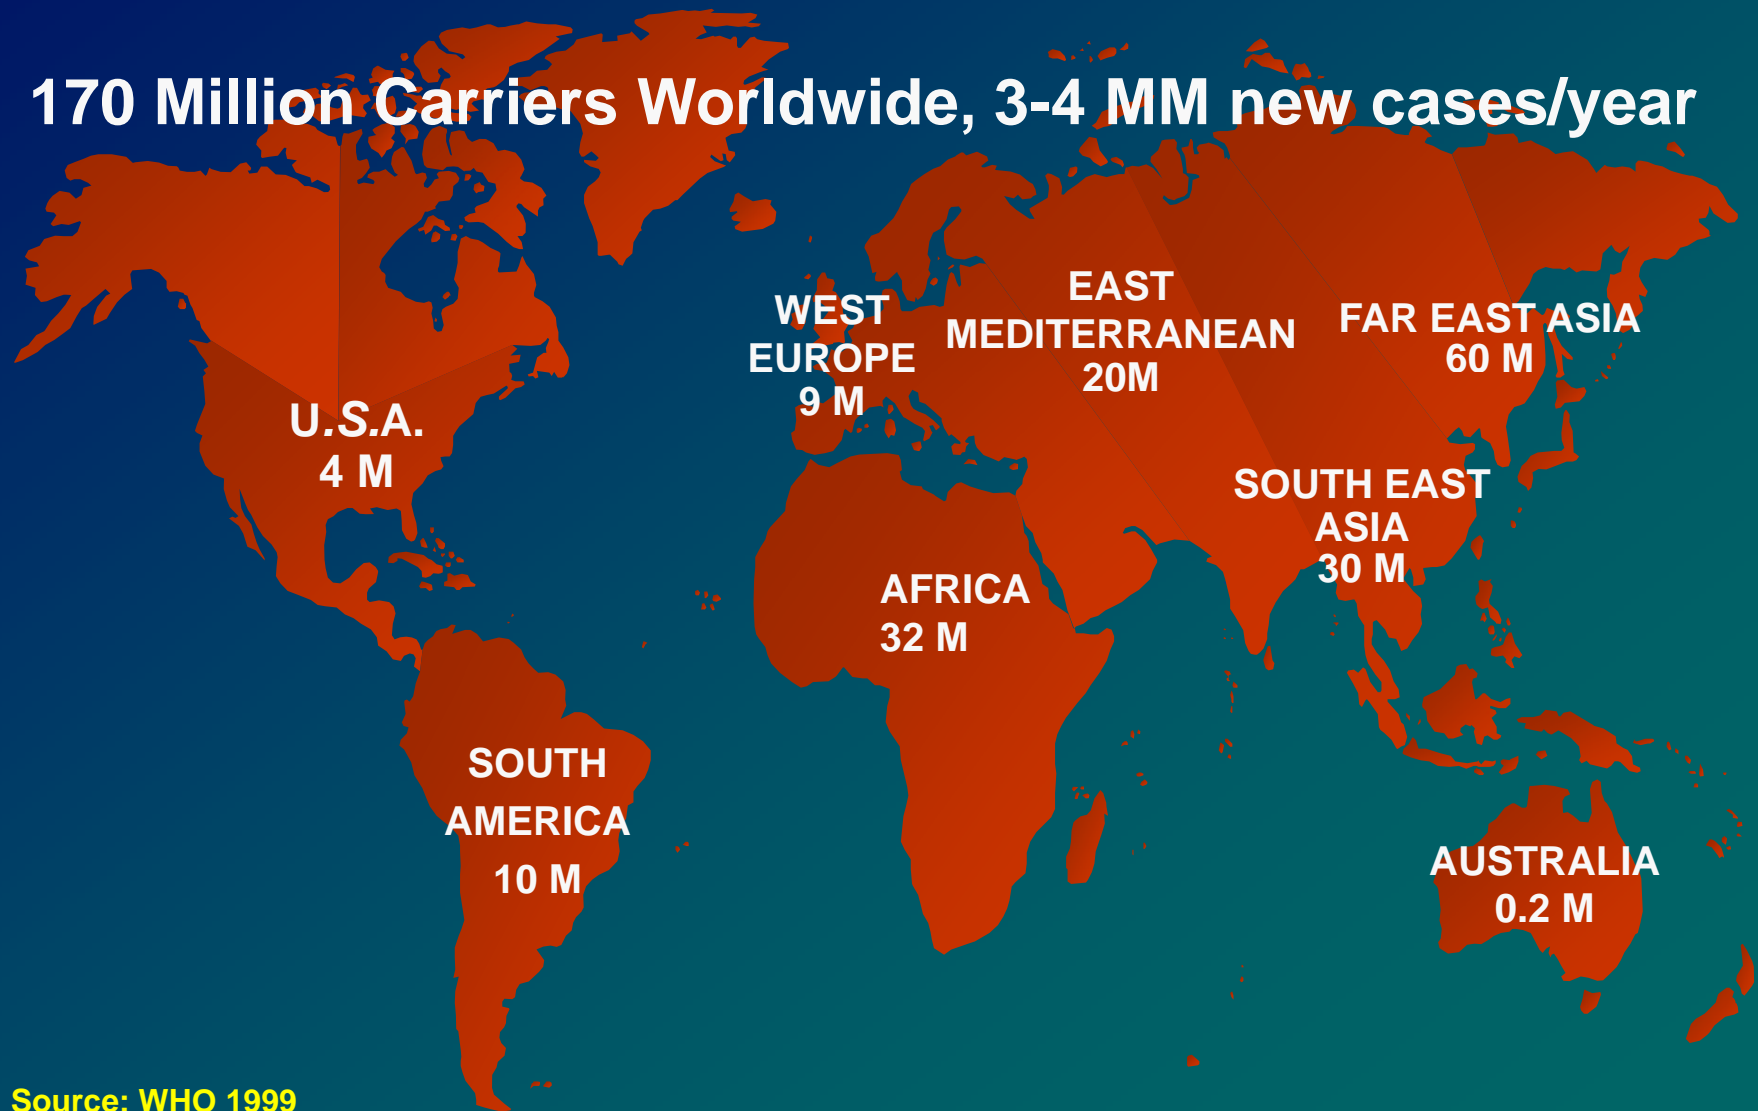 170 Million Carriers Worldwide, 3-4 MM new cases/year
WEST
EUROPE
9 M
EAST
MEDITERRANEAN
20M
FAR EAST ASIA
60 M
U.S.A.
4 M
SOUTH EAST
ASIA
30 M
AFRICA
32 M
SOUTH
AMERICA
10 M
AUSTRALIA
0.2 M
Source: WHO 1999